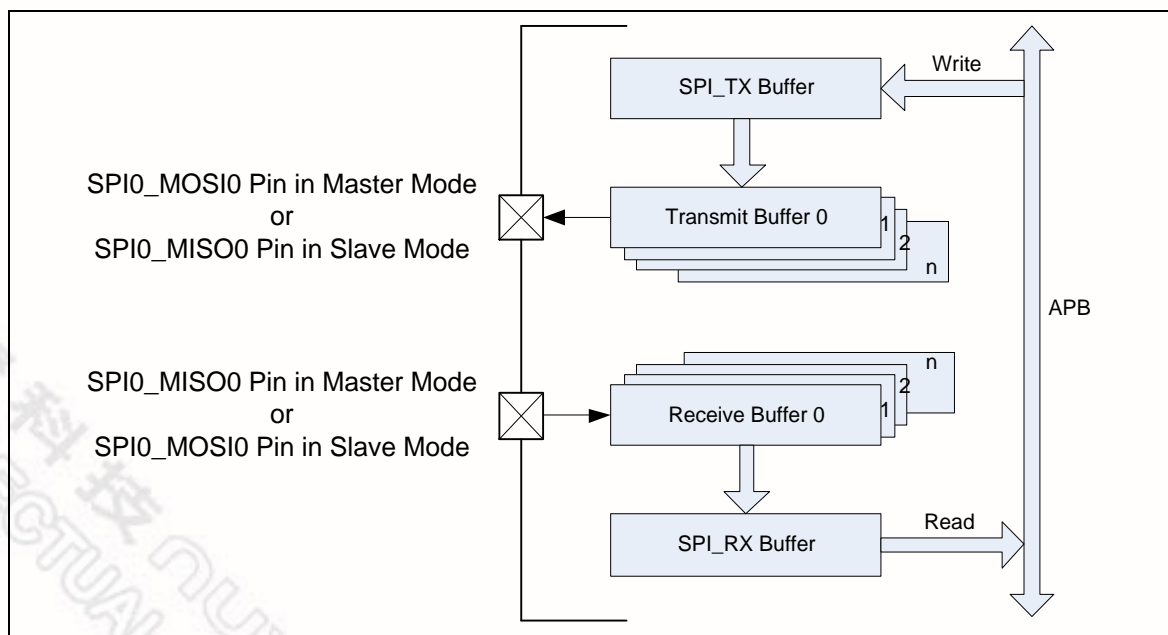 SPI_TX Buffer
Write
SPI0_MOSI0 Pin in Master Mode
or
SPI0_MISO0 Pin in Slave Mode
Transmit Buffer 0
1
2
n
APB
SPI0_MISO0 Pin in Master Mode
or
SPI0_MOSI0 Pin in Slave Mode
n
2
1
Receive Buffer 0
SPI_RX Buffer
Read
科技